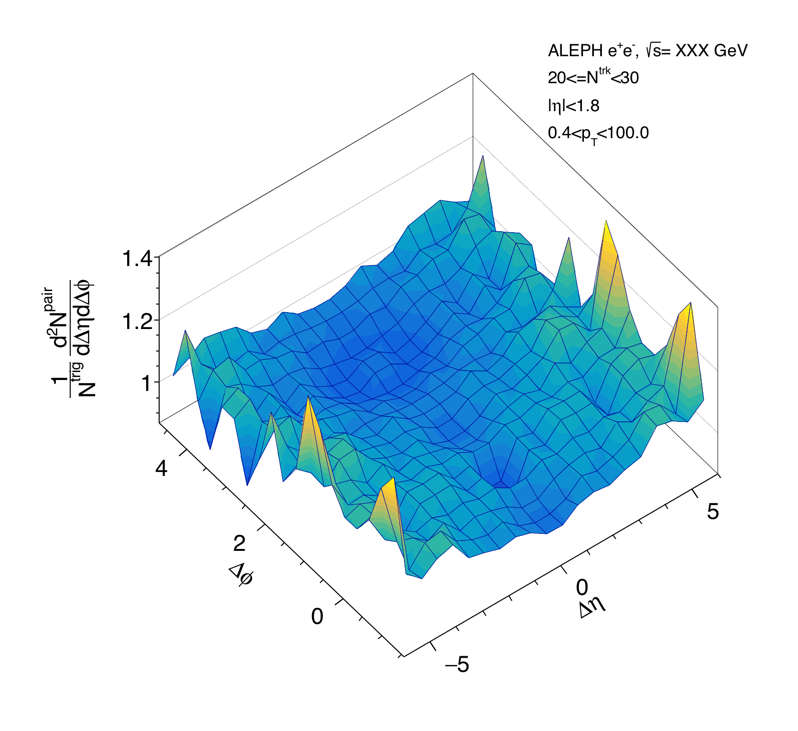 ALEPH e⁺e⁻, √s= XXX GeV
20<=Nᵗʳᵏ<30
|η|<1.8
0.4<p_T<100.0
1.4
1.2
1
1/N^trig d²N^pair/dΔηdΔϕ
4
2
0
Δϕ
−5
0
5
Δη